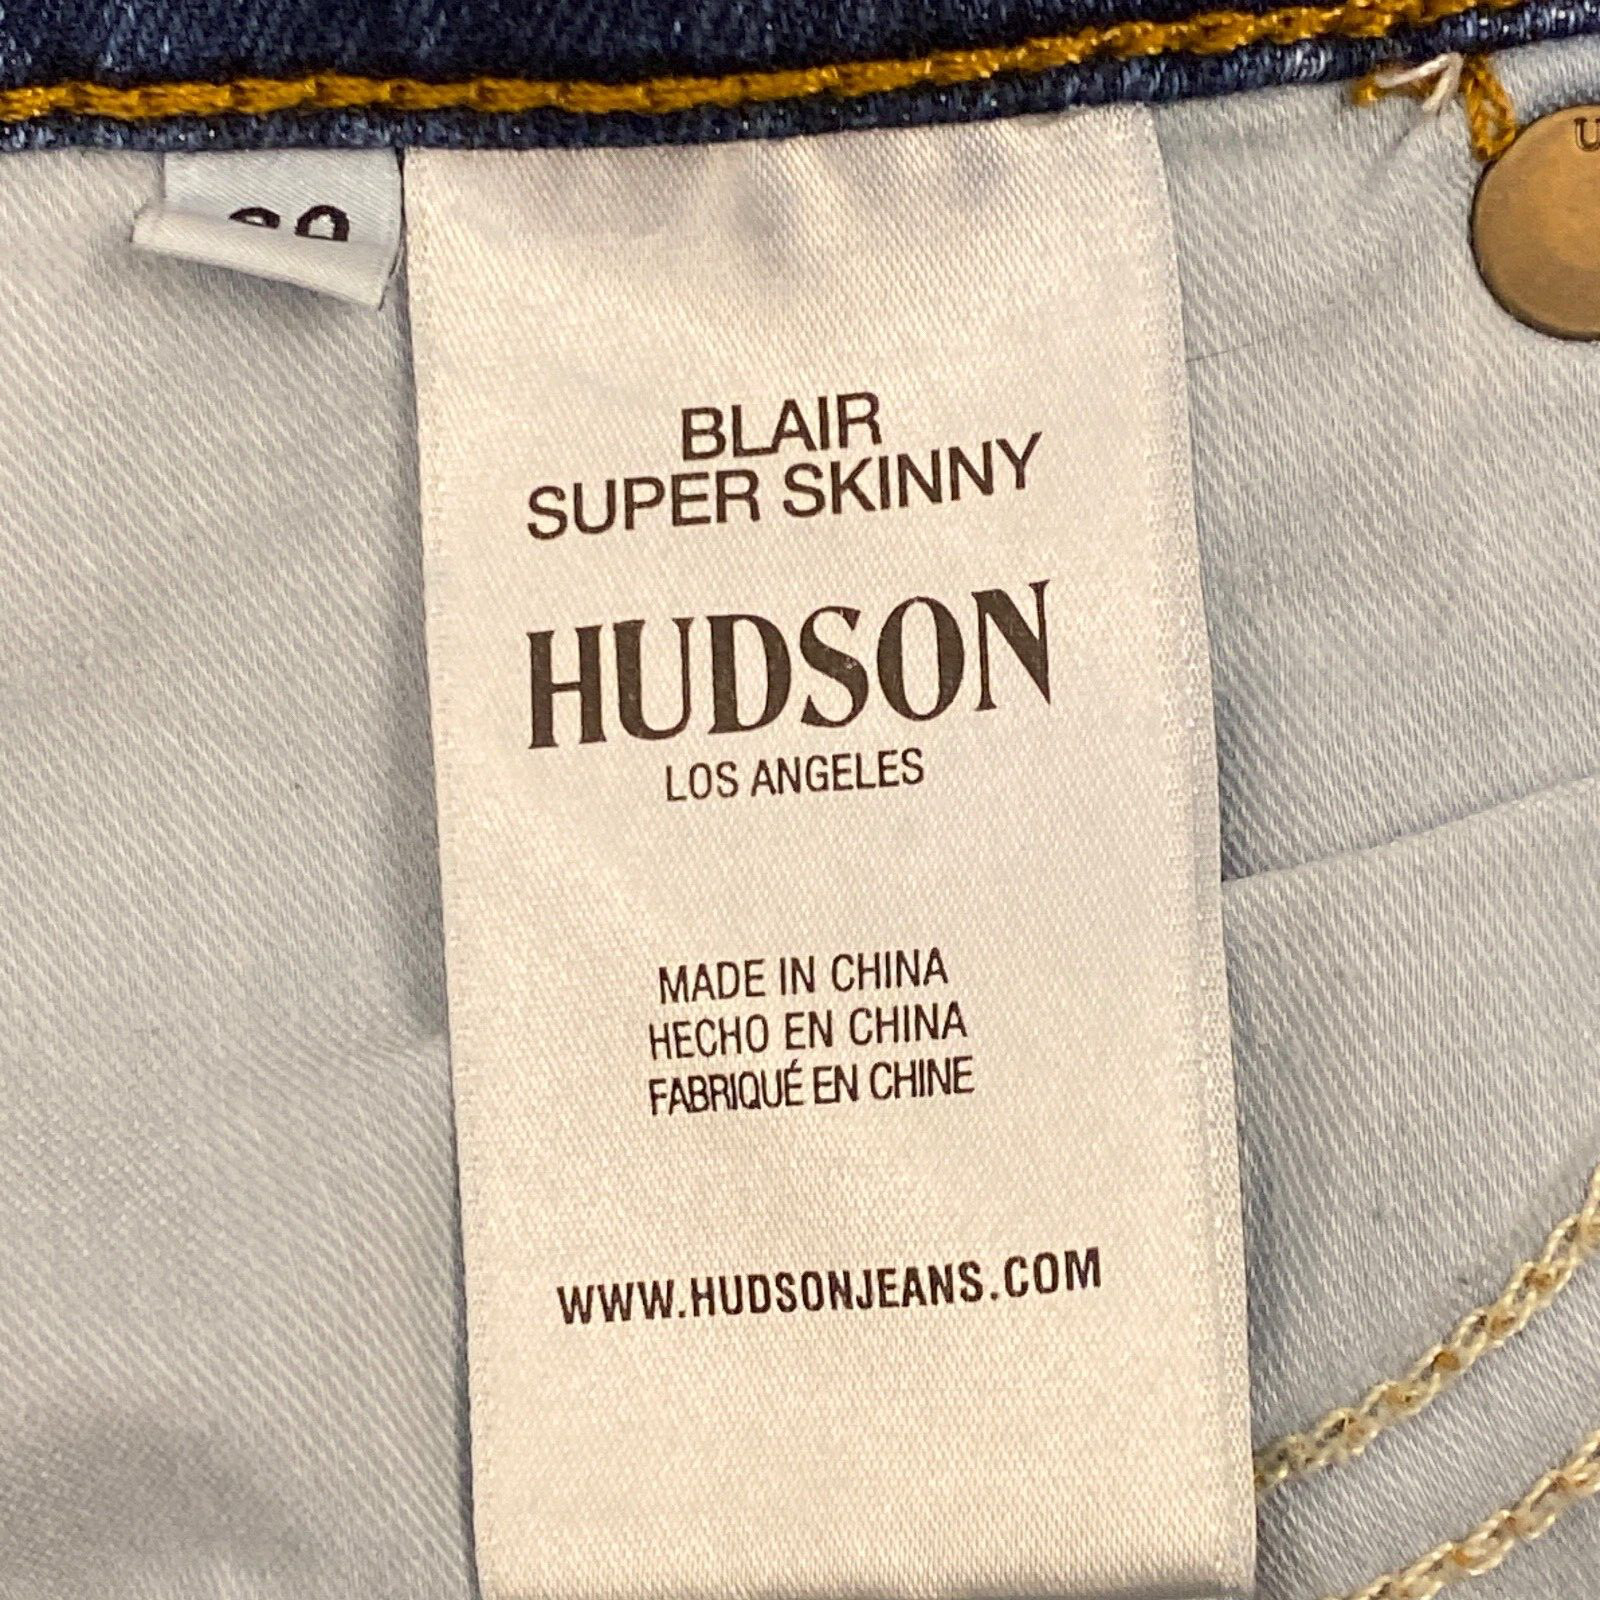 BLAIR
SUPER SKINNY
HUDSON
LOS ANGELES
MADE IN CHINA
HECHO EN CHINA
FABRIQUÉ EN CHINE
WWW.HUDSONJEANS.COM